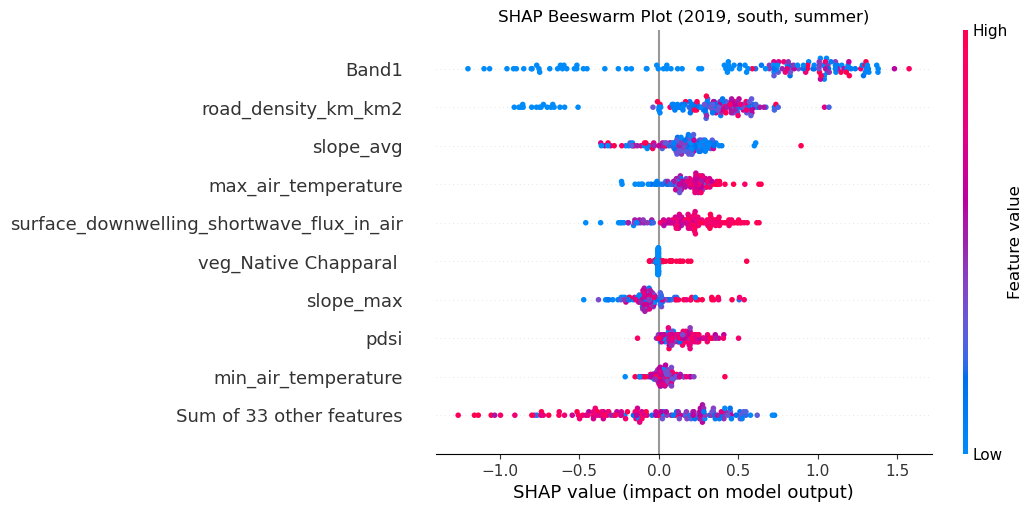 SHAP Beeswarm Plot (2019, south, summer)
High
Band1
road_density_km_km2
slope_avg
max_air_temperature
surface_downwelling_shortwave_flux_in_air
veg_Native Chapparal
slope_max
pdsi
min_air_temperature
Sum of 33 other features
Feature value
Low
−1.0 −0.5 0.0 0.5 1.0 1.5
SHAP value (impact on model output)